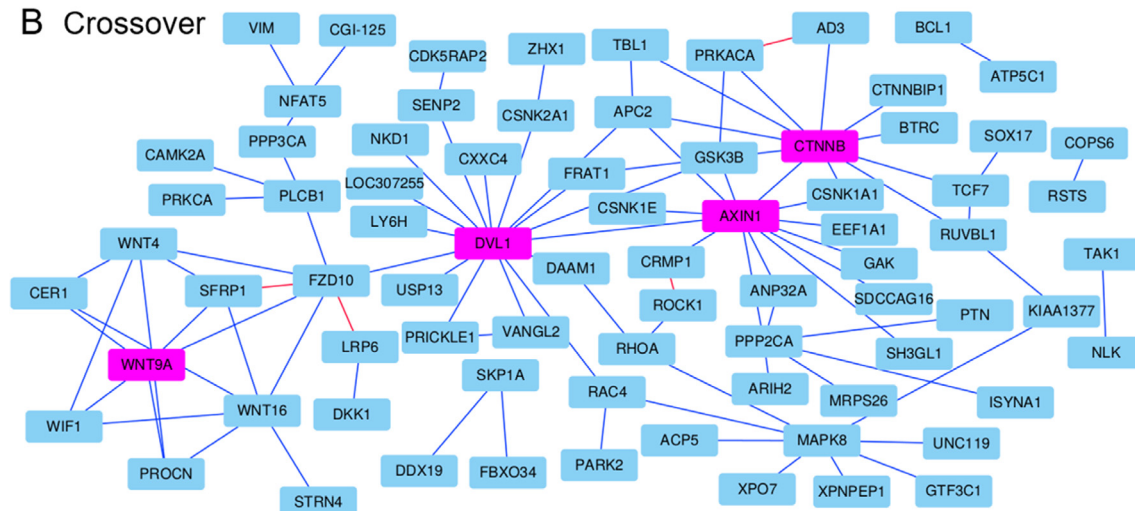 B Crossover
VIM
CGI-125
ZHX1
TBL1
PRKACA
AD3
BCL1
CDK5RAP2
ATP5C1
NFAT5
SENP2
CSNK2A1
APC2
CTNNBIP1
PPP3CA
NKD1
BTRC
SOX17
CTNNB
CAMK2A
CXXC4
GSK3B
COPS6
FRAT1
LOC307255
PRKCA
PLCB1
CSNK1A1
TCF7
RSTS
LY6H
CSNK1E
AXIN1
EEF1A1
RUVBL1
WNT4
DVL1
GAK
TAK1
CRMP1
DAAM1
FZD10
CER1
SFRP1
USP13
ANP32A
SDCCAG16
ROCK1
PTN
KIAA1377
PRICKLE1
VANGL2
LRP6
RHOA
PPP2CA
SH3GL1
NLK
WNT9A
SKP1A
RAC4
ARIH2
MRPS26
ISYNA1
WNT16
DKK1
WIF1
ACP5
MAPK8
UNC119
PROCN
DDX19
FBXO34
PARK2
XPO7
XPNPEP1
GTF3C1
STRN4